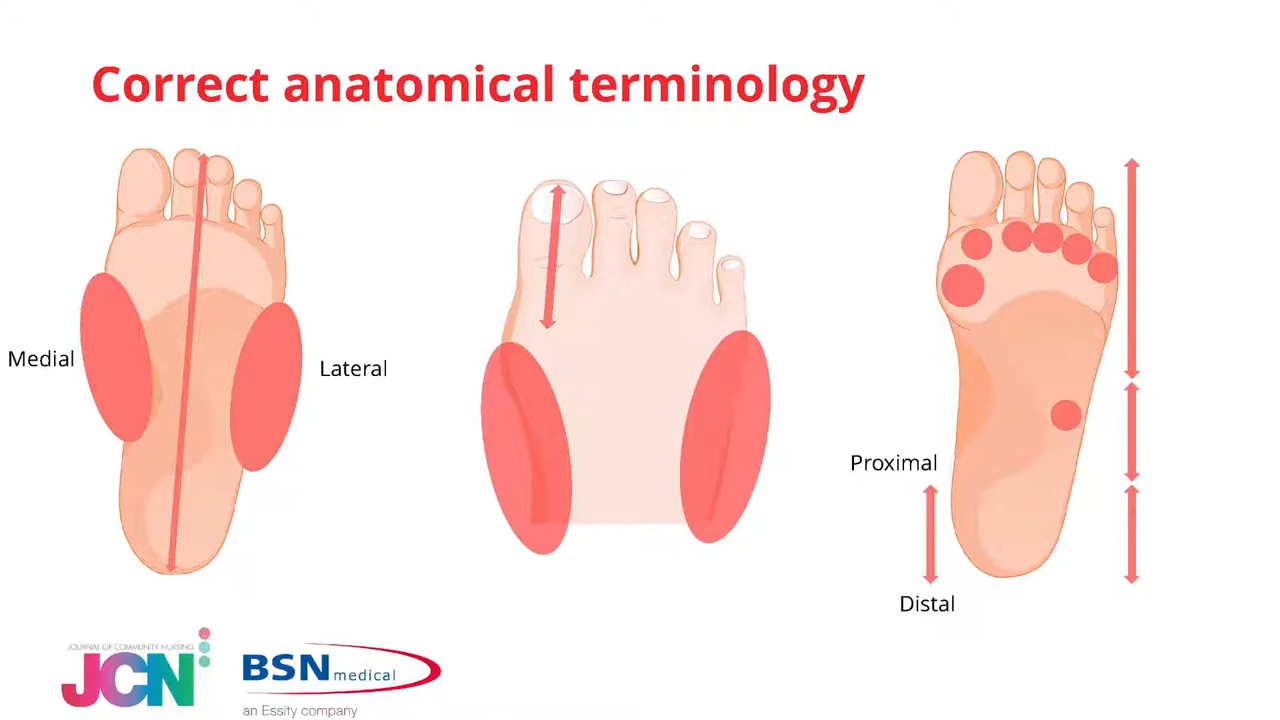 Correct anatomical terminology
Medial
Lateral
Proximal
Distal
JOURNAL OF COMMUNITY NURSING
JCN
BSN medical
an Essity company